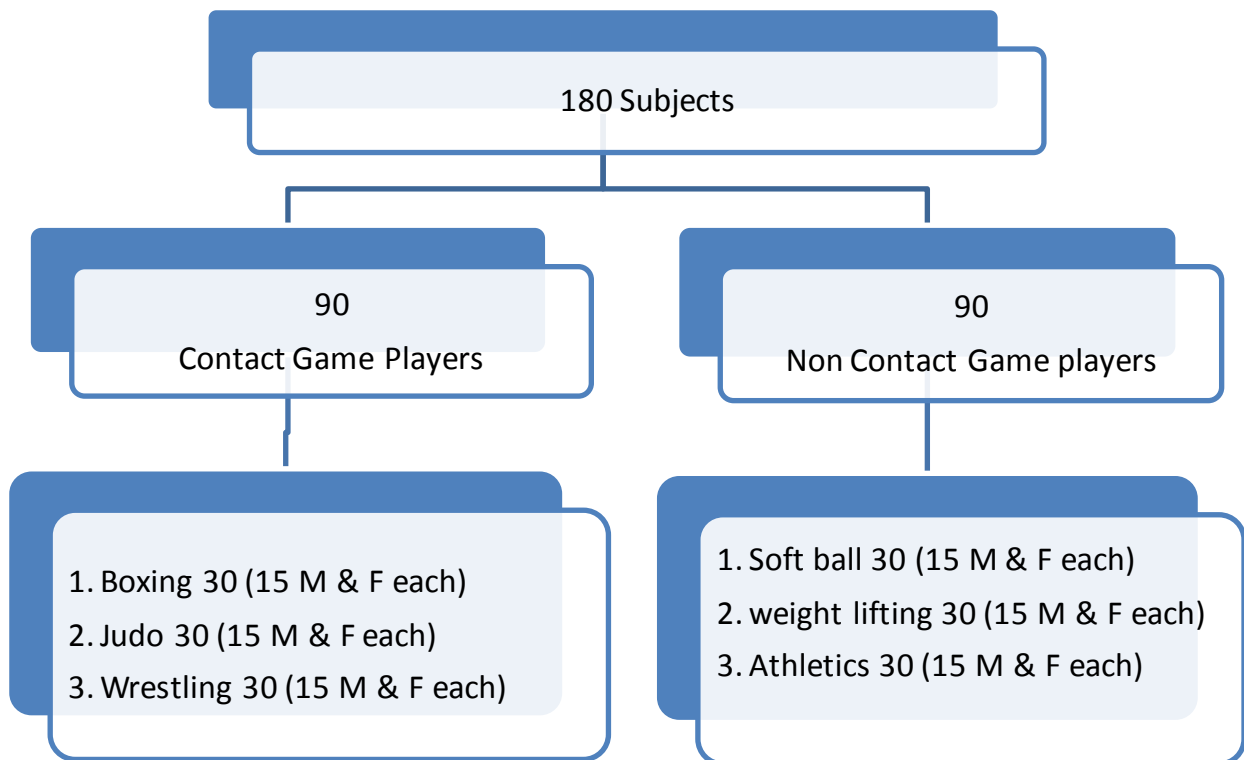 180 Subjects
90
Contact Game Players
90
Non Contact Game players
1. Boxing 30 (15 M & F each)
2. Judo 30 (15 M & F each)
3. Wrestling 30 (15 M & F each)
1. Soft ball 30 (15 M & F each)
2. weight lifting 30 (15 M & F each)
3. Athletics 30 (15 M & F each)